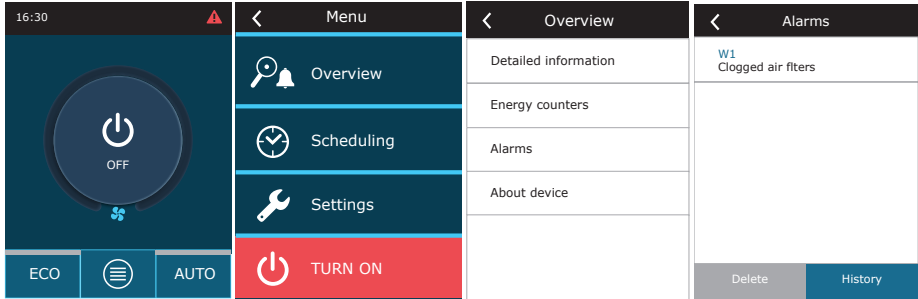 16:30
OFF
ECO
AUTO
Menu
Overview
Scheduling
Settings
TURN ON
Overview
Detailed information
Energy counters
Alarms
About device
Alarms
W1
Clogged air flters
Delete
History